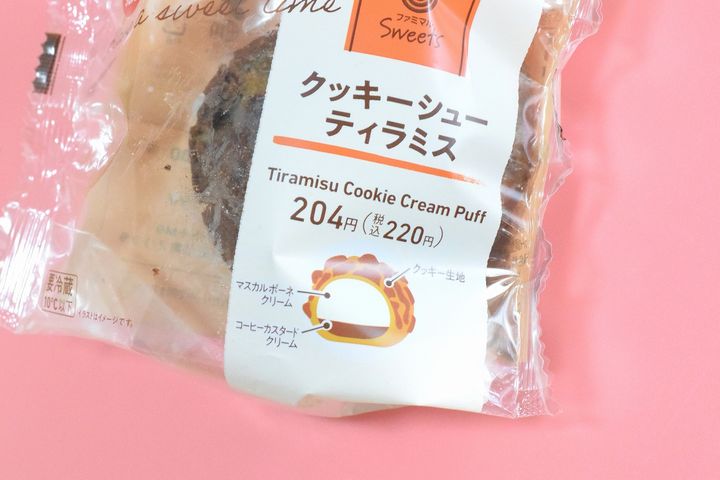 a sweet time
ファミマル
Sweets
クッキーシュー
ティラミス
Tiramisu Cookie Cream Puff
204円(税込220円)
クッキー生地
マスカルポーネ
クリーム
コーヒーカスタード
クリーム
要冷蔵
10℃以下
イラストはイメージです。